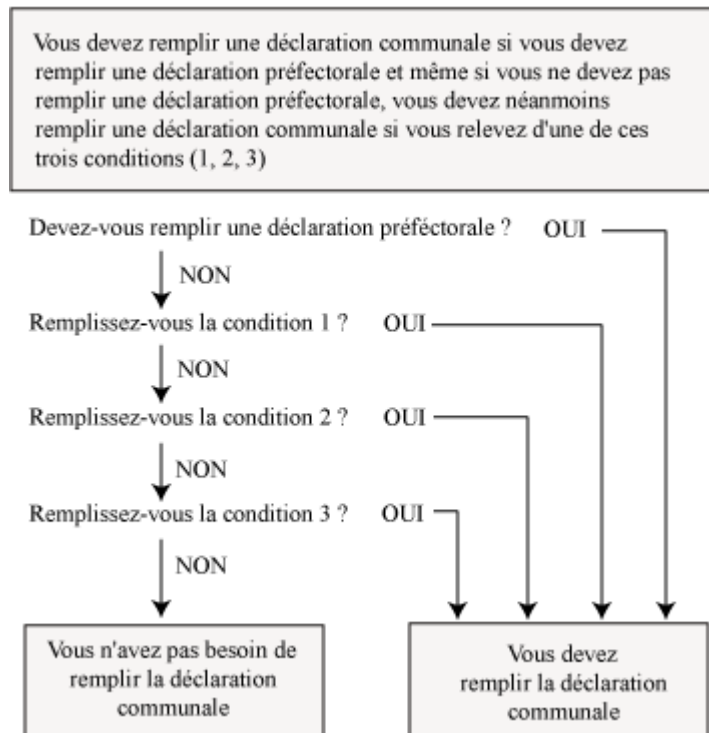 Vous devez remplir une déclaration communale si vous devez
remplir une déclaration préfectorale et même si vous ne devez pas
remplir une déclaration préfectorale, vous devez néanmoins
remplir une déclaration communale si vous relevez d'une de ces
trois conditions (1, 2, 3)
Devez-vous remplir une déclaration préféctorale ? OUI
NON
Remplissez-vous la condition 1 ? OUI
NON
Remplissez-vous la condition 2 ? OUI
NON
Remplissez-vous la condition 3 ? OUI
NON
Vous n'avez pas besoin de
remplir la déclaration
communale
Vous devez
remplir la déclaration
communale